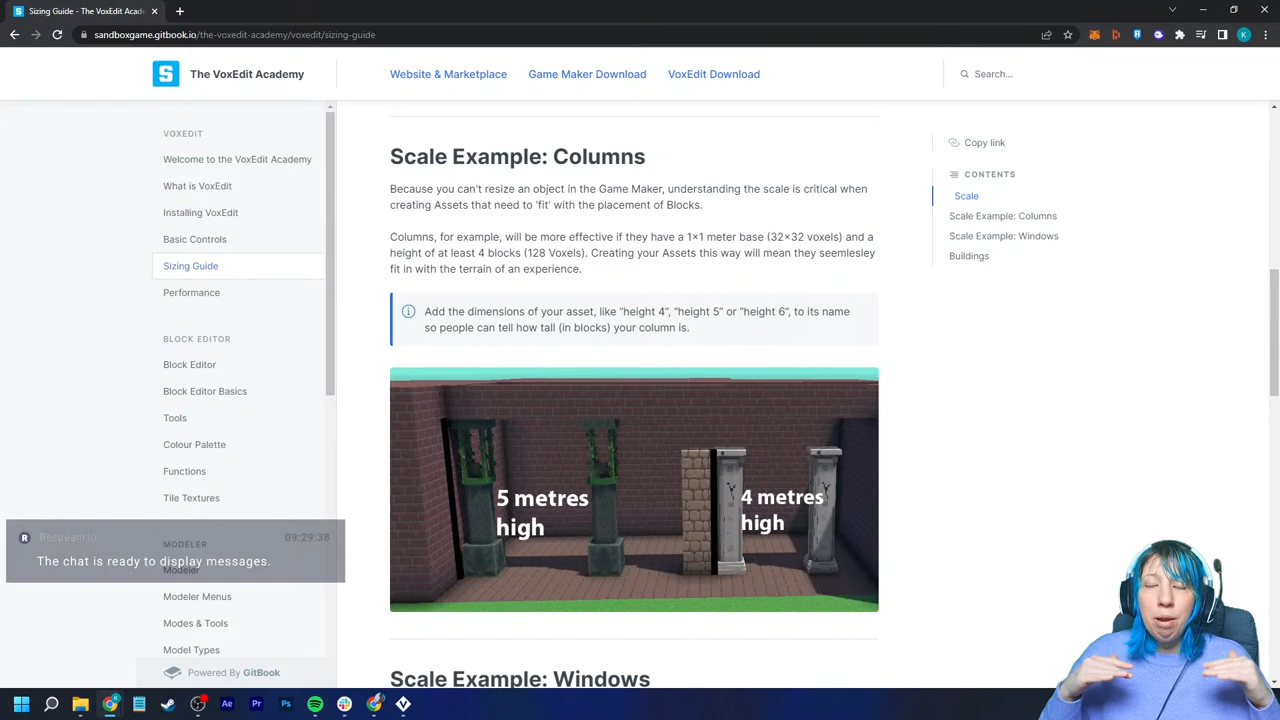 Sizing Guide - The VoxEdit Acade
sandboxgame.gitbook.io/the-voxedit-academy/voxedit/sizing-guide
K
S
The VoxEdit Academy
Website & Marketplace
Game Maker Download
VoxEdit Download
Search...
VOXEDIT
Welcome to the VoxEdit Academy
What is VoxEdit
Installing VoxEdit
Basic Controls
Sizing Guide
Performance
BLOCK EDITOR
Block Editor
Block Editor Basics
Tools
Colour Palette
Functions
Tile Textures
MODELER
Modeler
Modeler Menus
Modes & Tools
Model Types
Powered By GitBook
R
Restream.io
09:29:38
The chat is ready to display messages.
Scale Example: Columns
Because you can't resize an object in the Game Maker, understanding the scale is critical when
creating Assets that need to 'fit' with the placement of Blocks.
Columns, for example, will be more effective if they have a 1×1 meter base (32×32 voxels) and a
height of at least 4 blocks (128 Voxels). Creating your Assets this way will mean they seemlesley
fit in with the terrain of an experience.
Add the dimensions of your asset, like “height 4”, “height 5” or “height 6”, to its name
so people can tell how tall (in blocks) your column is.
5 metres
high
4 metres
high
Scale Example: Windows
Copy link
CONTENTS
Scale
Scale Example: Columns
Scale Example: Windows
Buildings
Ae
Pr
Ps